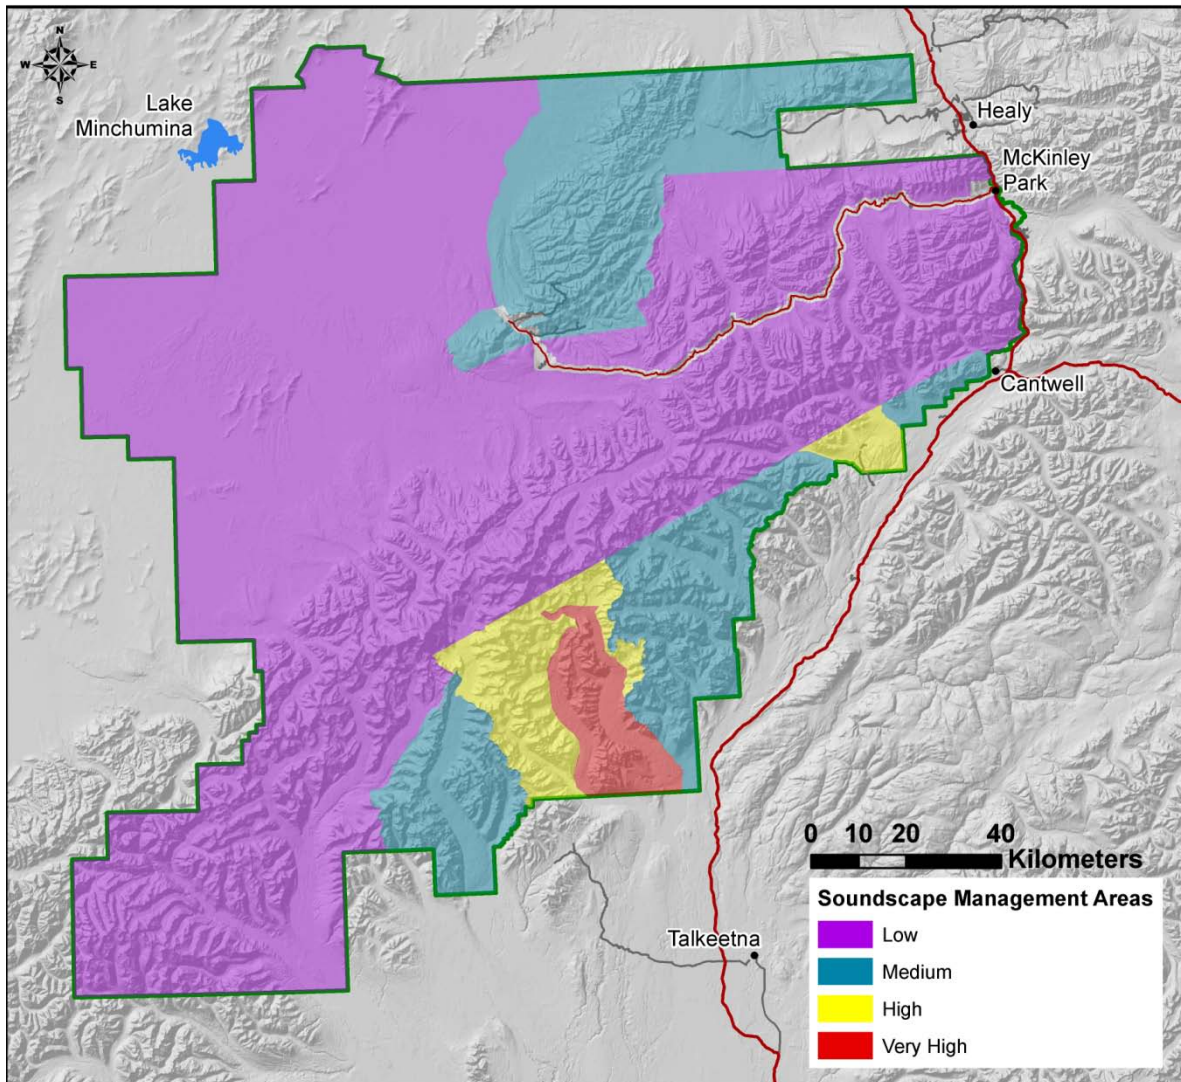 N
W E
S
Lake
Minchumina
Healy
McKinley
Park
Cantwell
0 10 20 40
Kilometers
Soundscape Management Areas
Low
Medium
High
Very High
Talkeetna